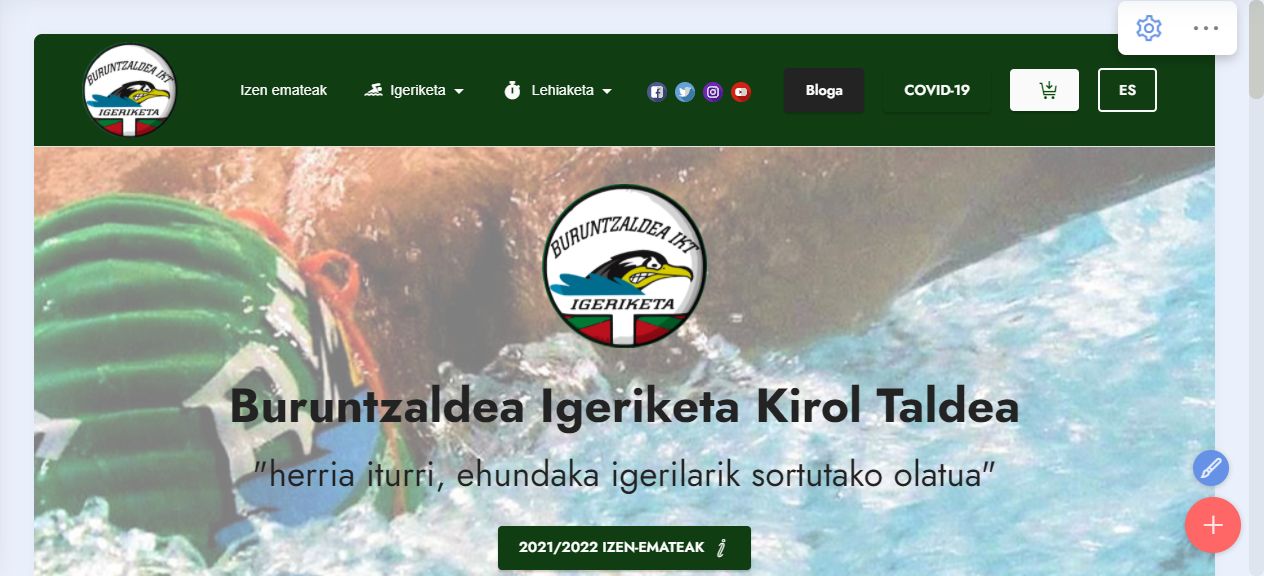 BURUNTZALDEA IKT
IGERIKETA
Izen emateak
Igeriketa
Lehiaketa
Bloga
COVID-19
ES
BURUNTZALDEA IKT
IGERIKETA
Buruntzaldea Igeriketa Kirol Taldea
"herria iturri, ehundaka igerilarik sortutako olatua"
2021/2022 IZEN-EMATEAK